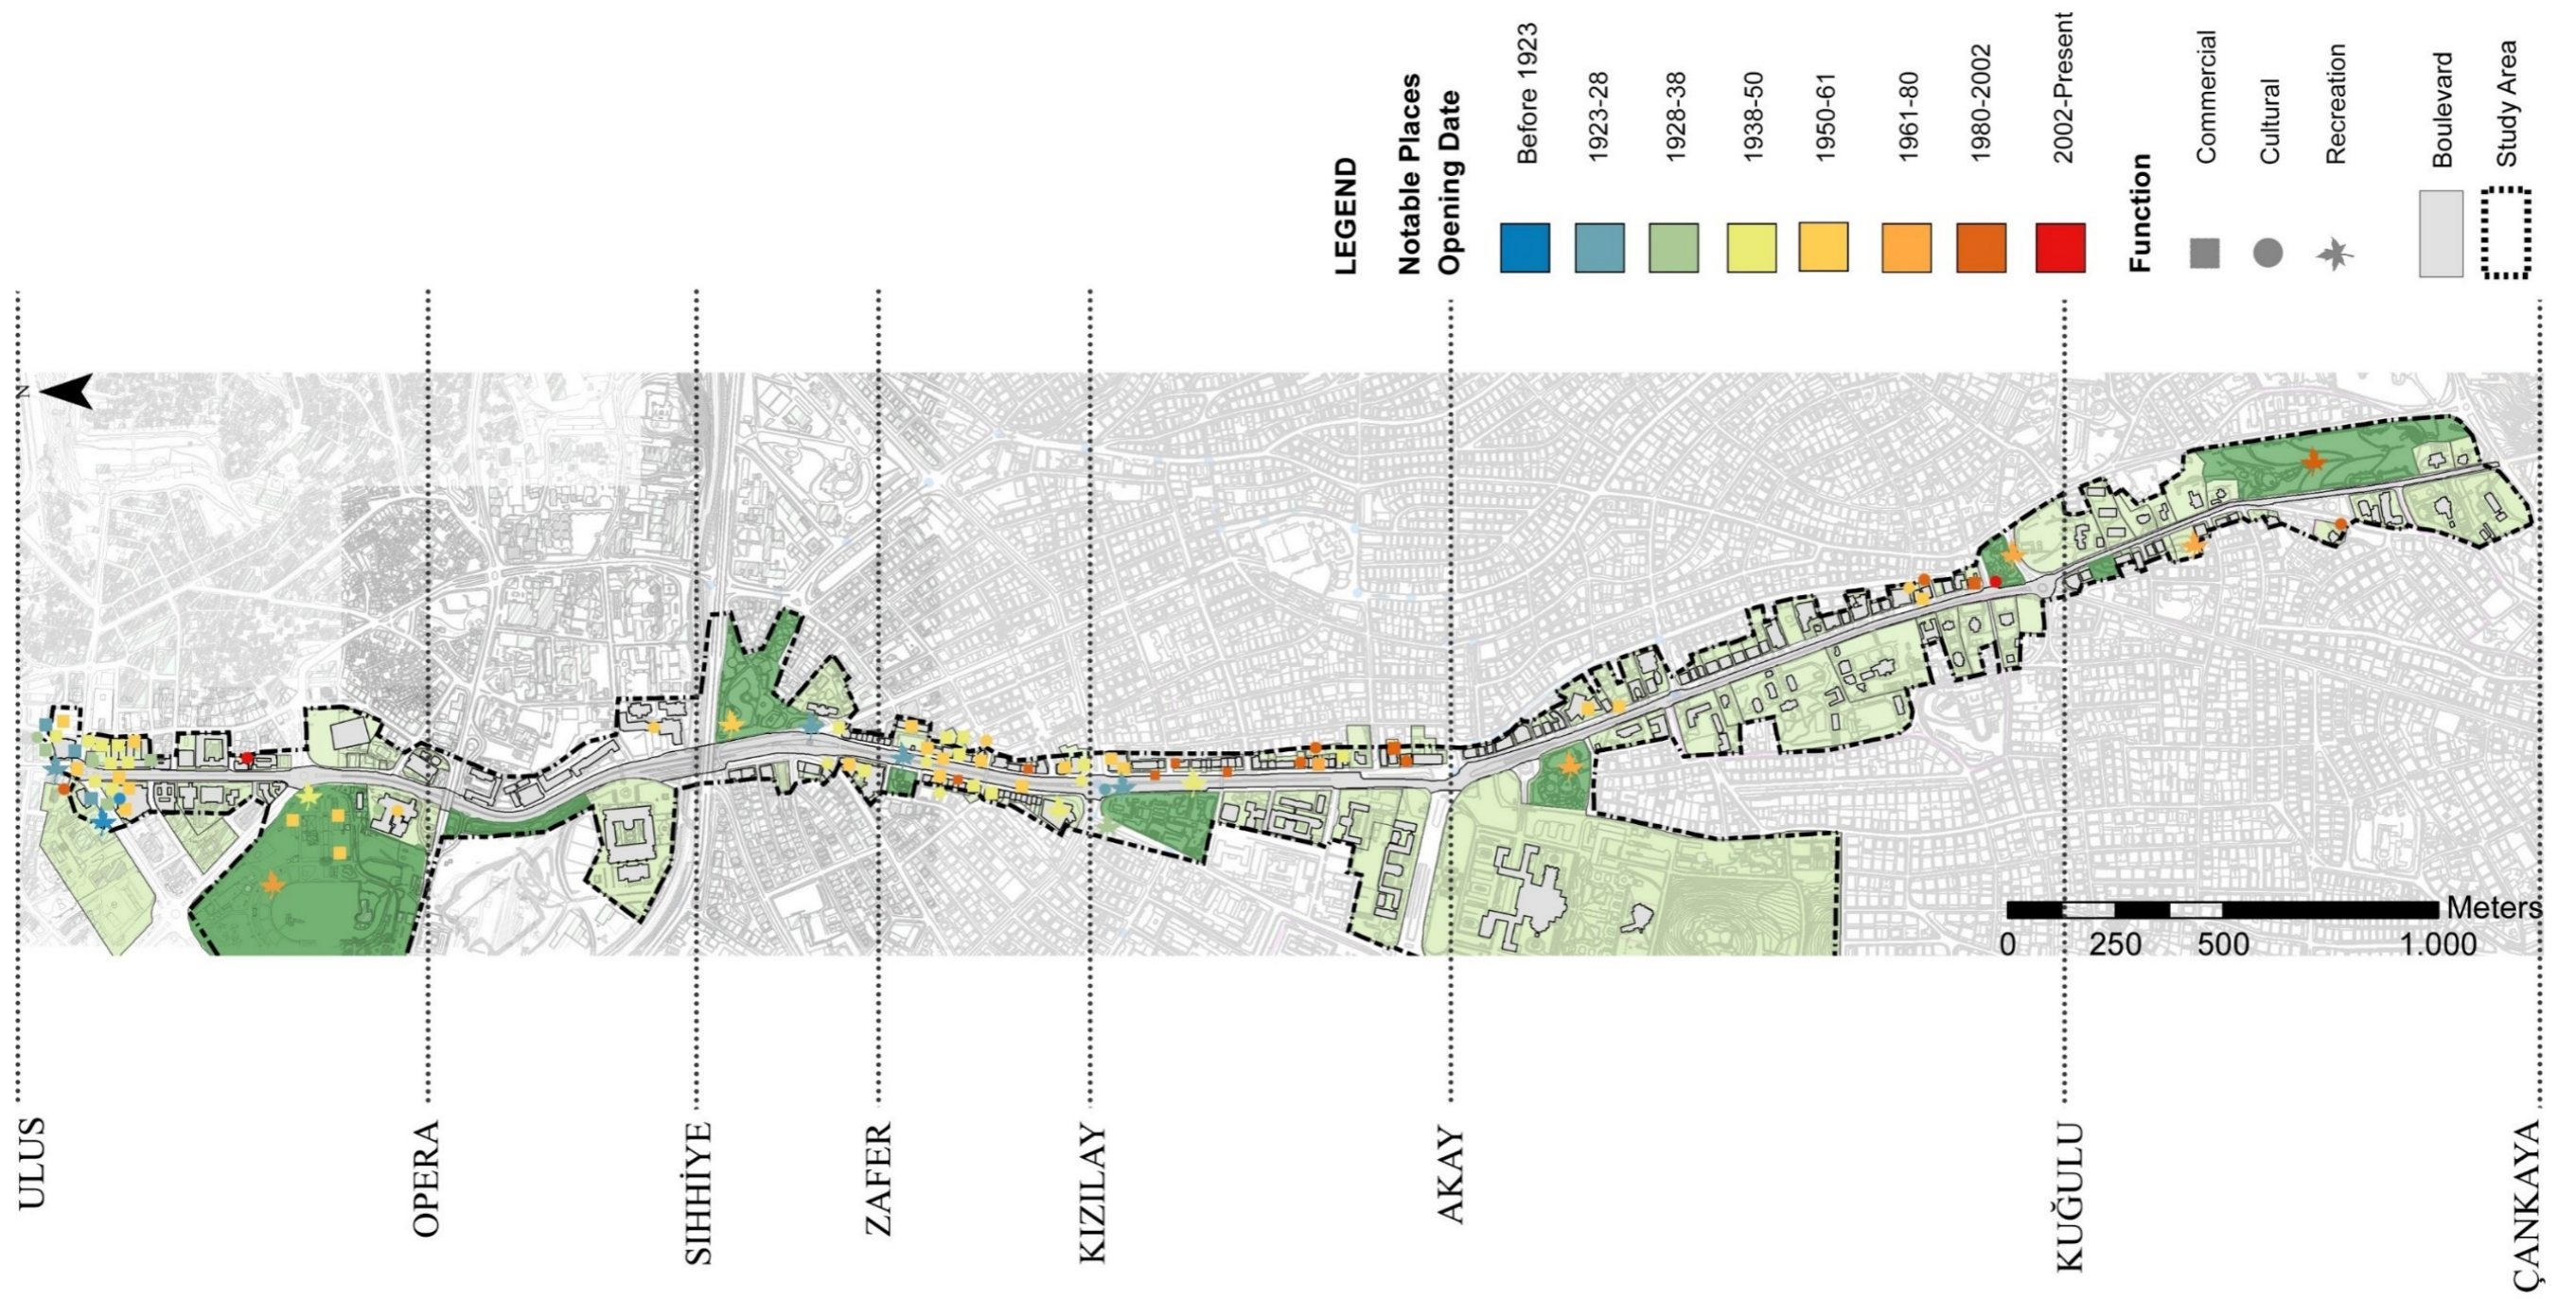 LEGEND
Notable Places
Opening Date
Before 1923
1923-28
1928-38
1938-50
1950-61
1961-80
1980-2002
2002-Present
Function
Commercial
Cultural
Recreation
Boulevard
Study Area
N
Meters
0 250 500 1.000
ULUS
OPERA
SIHHİYE
ZAFER
KIZILAY
AKAY
KUĞULU
ÇANKAYA